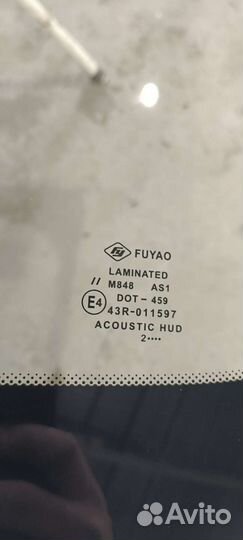 FUYAO
LAMINATED
// M848 AS1
DOT-459
E4 43R-011597
ACOUSTIC HUD
2••••
Avito